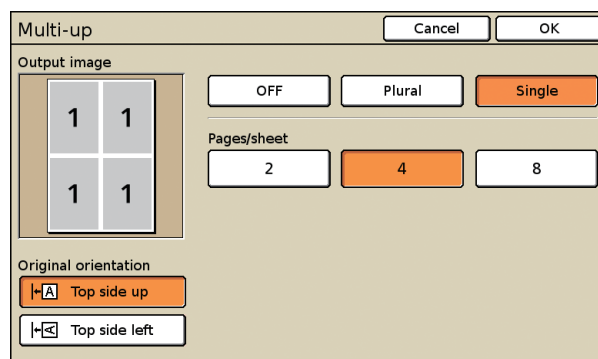 Multi-up Cancel OK
Output image
OFF Plural Single
1 1
Pages/sheet
2 4 8
1 1
Original orientation
A Top side up
A Top side left